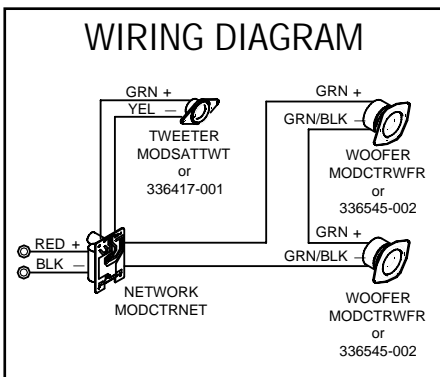 WIRING DIAGRAM
GRN +
YEL —
TWEETER
MODSATTWT
or
336417-001
GRN +
GRN/BLK —
WOOFER
MODCTRWFR
or
336545-002
RED +
BLK —
NETWORK
MODCTRNET
GRN +
GRN/BLK —
WOOFER
MODCTRWFR
or
336545-002